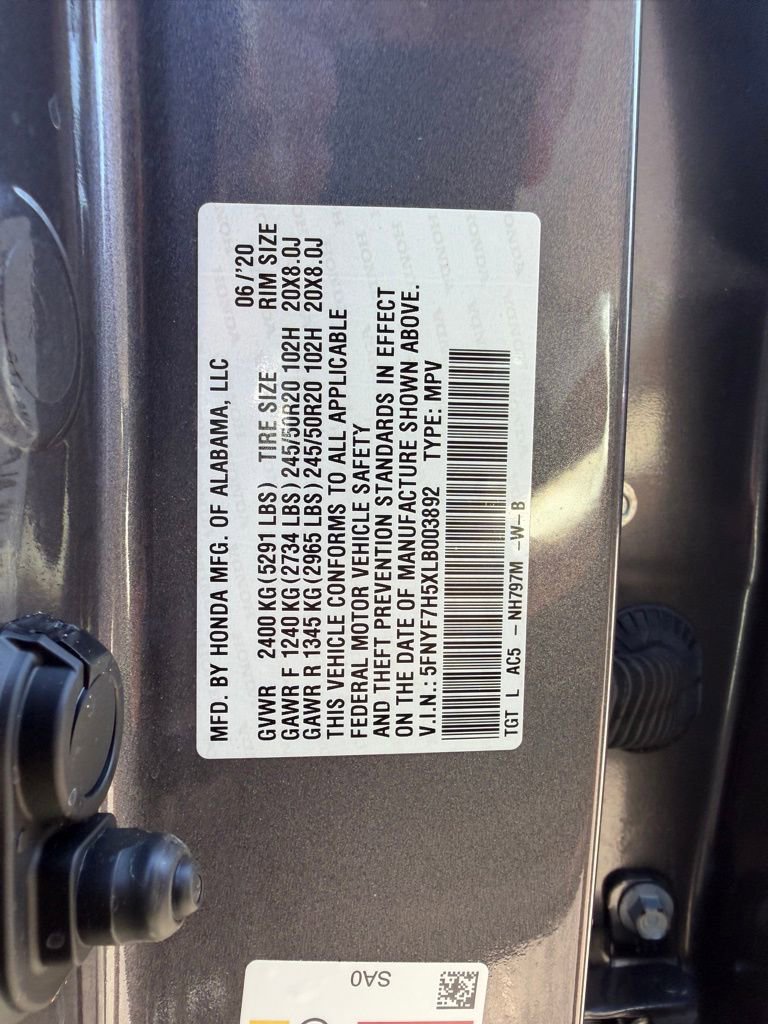 MFD. BY HONDA MFG. OF ALABAMA, LLC 06/'20
GVWR 2400 KG(5291 LBS) TIRE SIZE RIM SIZE
GAWR F 1240 KG(2734 LBS)245/50R20 102H 20X8.0J
GAWR R 1345 KG(2965 LBS)245/50R20 102H 20X8.0J
THIS VEHICLE CONFORMS TO ALL APPLICABLE
FEDERAL MOTOR VEHICLE SAFETY
AND THEFT PREVENTION STANDARDS IN EFFECT
ON THE DATE OF MANUFACTURE SHOWN ABOVE.
V.I.N.: 5FNYF7H5XLB003892 TYPE: MPV
TGT L AC5 - NH797M -W-B
SA0